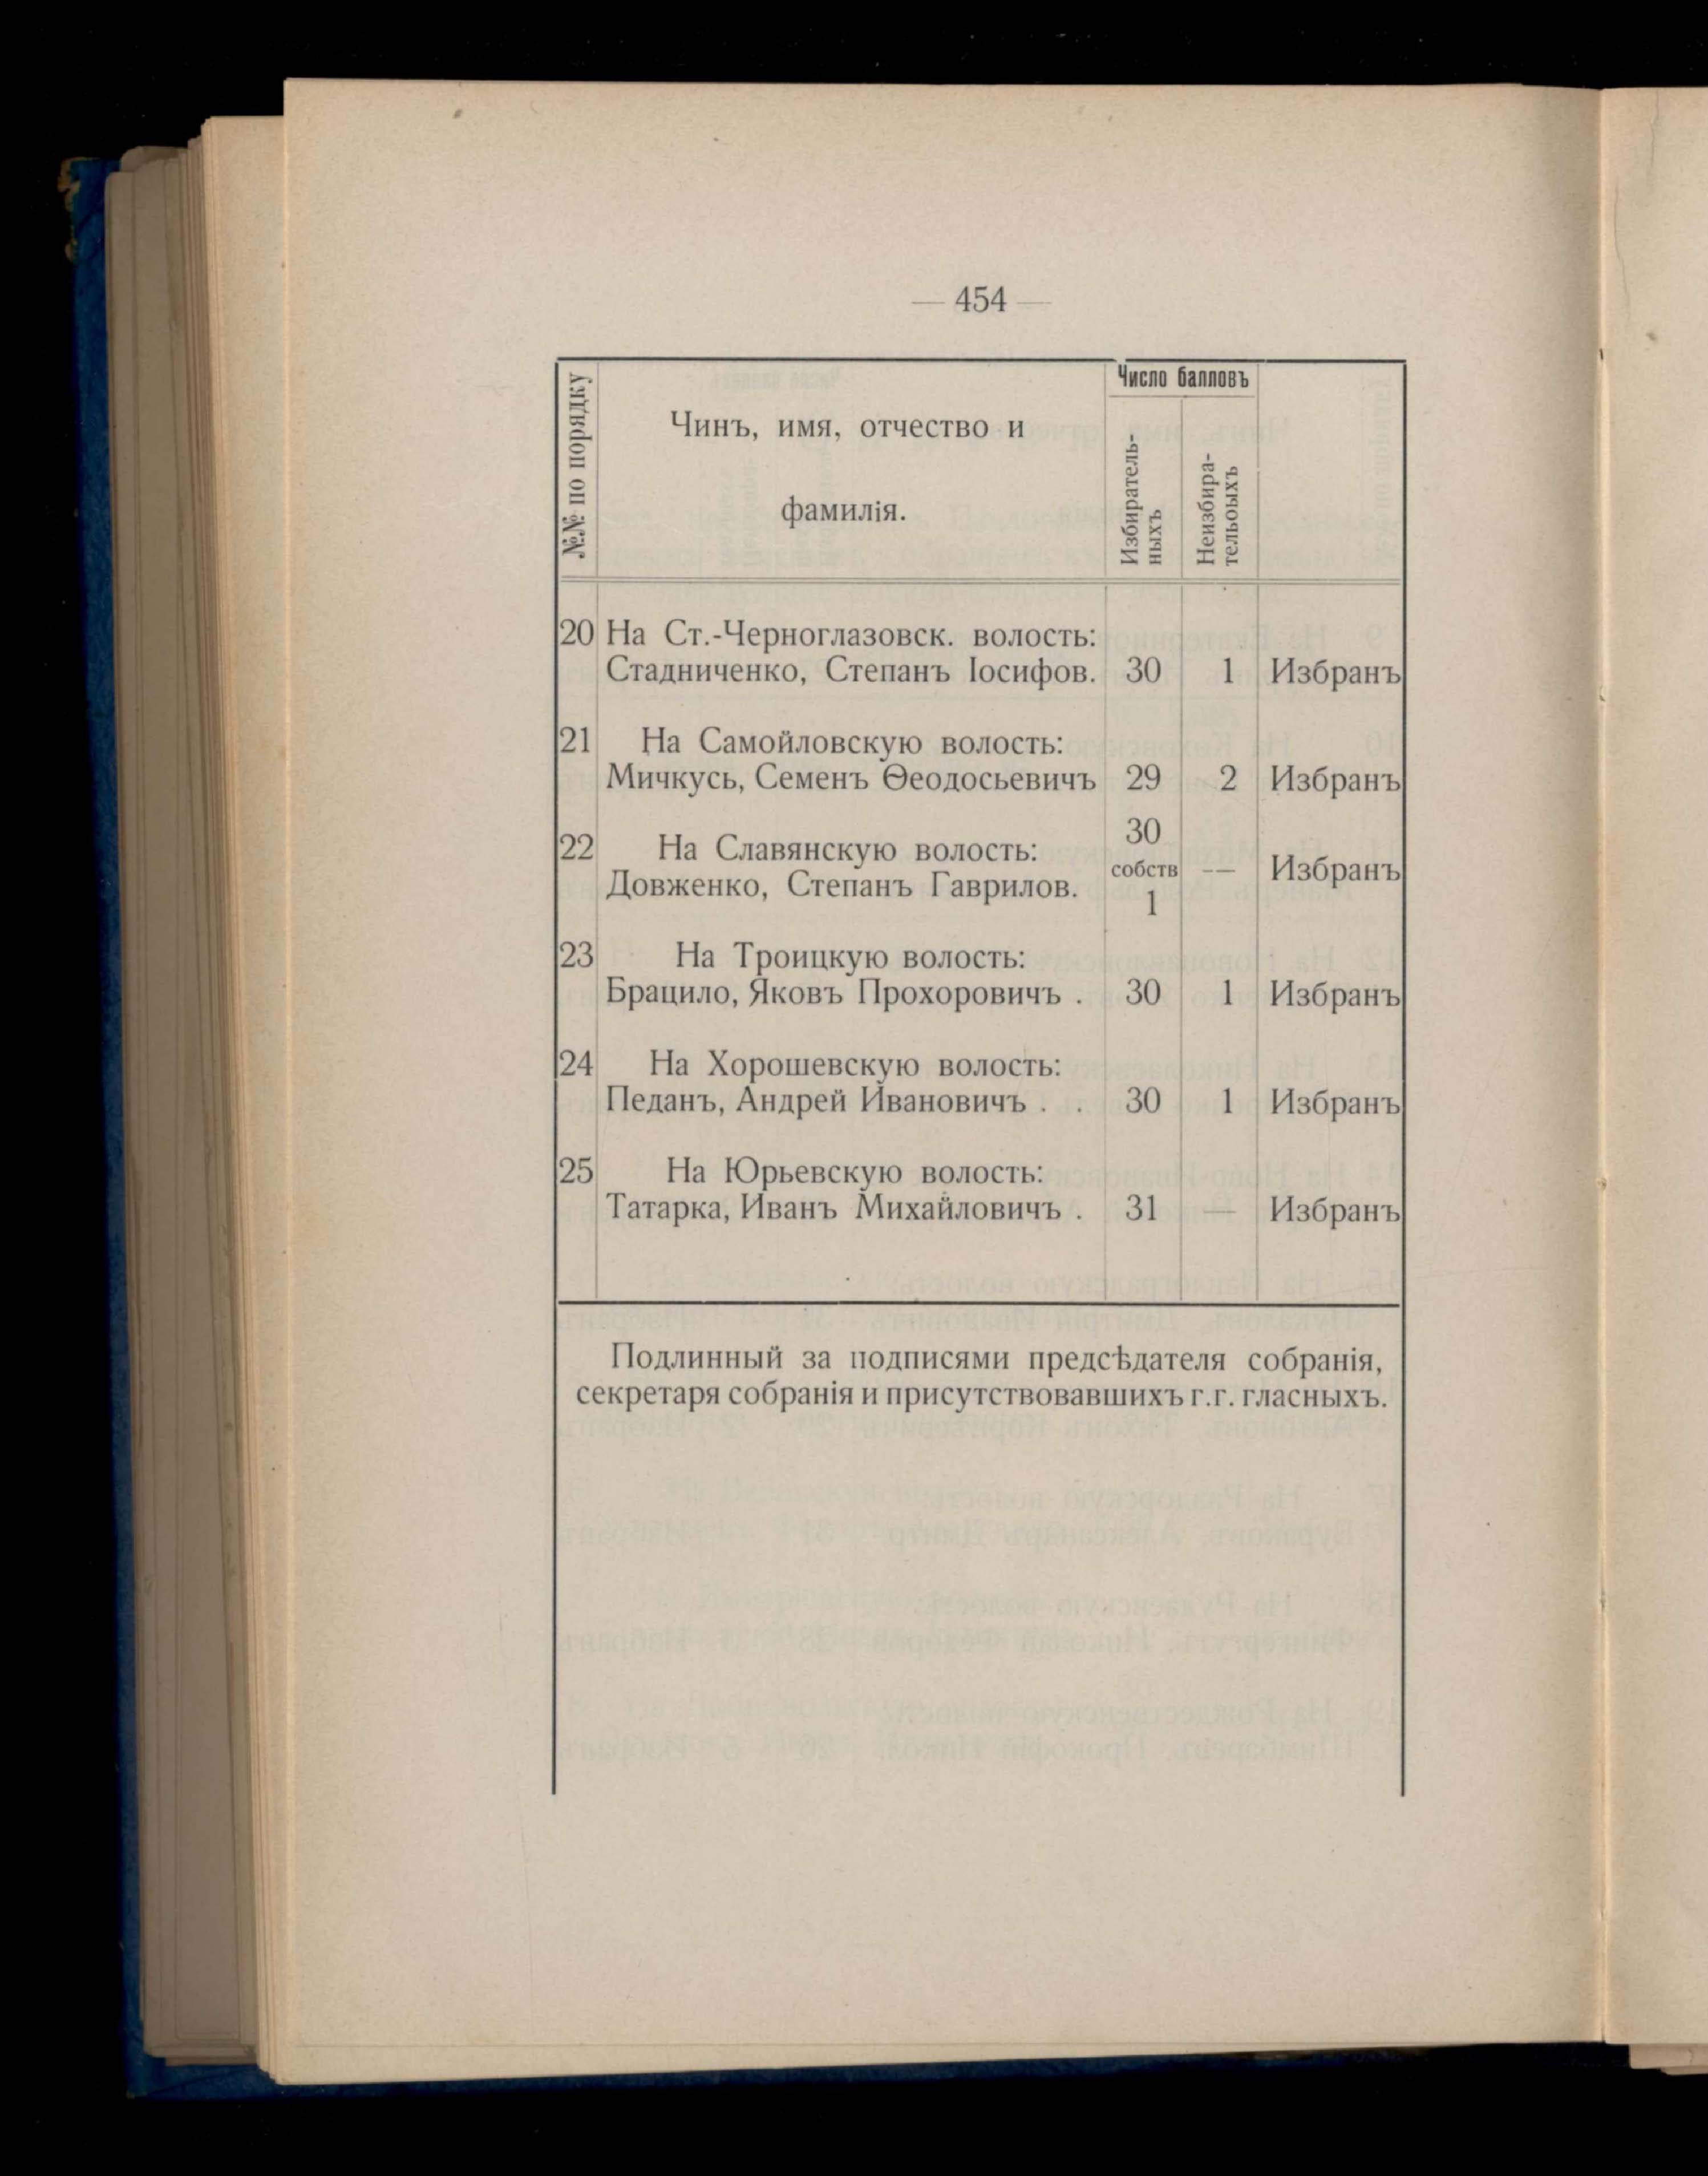 — 454 —
№№ по порядку
Чинъ, имя, отчество и
фамилія.
Число балловъ
Избиратель-
ныхъ
Неизбира-
тельоыхъ
20 На Ст.-Черноглазовск. волость:
Стадниченко, Степанъ Іосифов. 30 1 Избранъ
21 На Самойловскую волость:
Мичкусь, Семенъ Ѳеодосьевичъ 29 2 Избранъ
22 На Славянскую волость:
Довженко, Степанъ Гаврилов.
30
собств
1
— Избранъ
23 На Троицкую волость:
Брацило, Яковъ Прохоровичъ . 30 1 Избранъ
24 На Хорошевскую волость:
Педанъ, Андрей Ивановичъ . . 30 1 Избранъ
25 На Юрьевскую волость:
Татарка, Иванъ Михайловичъ . 31 — Избранъ
Подлинный за подписями предсѣдателя собранія,
секретаря собранія и присутствовавшихъ г.г. гласныхъ.